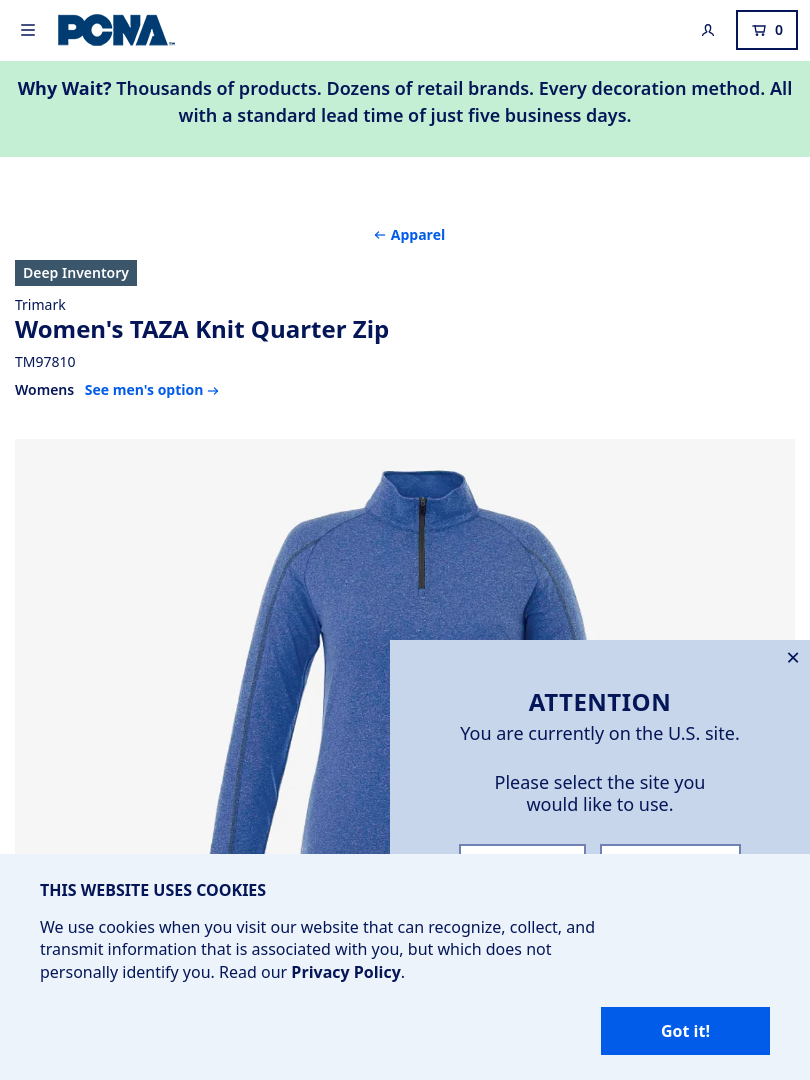 PCNA
0
Why Wait? Thousands of products. Dozens of retail brands. Every decoration method. All
with a standard lead time of just five business days.
← Apparel
Deep Inventory
Trimark
Women's TAZA Knit Quarter Zip
TM97810
Womens See men's option →
ATTENTION
You are currently on the U.S. site.
Please select the site you
would like to use.
THIS WEBSITE USES COOKIES
We use cookies when you visit our website that can recognize, collect, and
transmit information that is associated with you, but which does not
personally identify you. Read our Privacy Policy.
Got it!